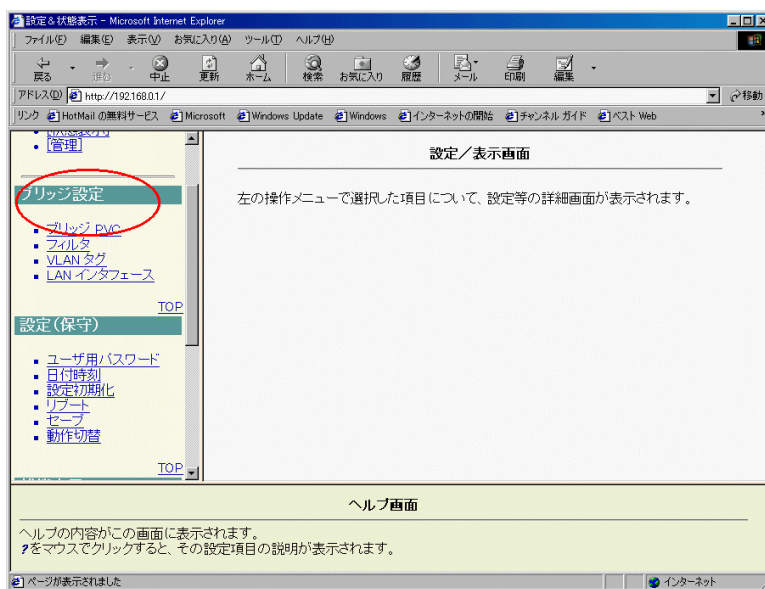 設定＆状態表示 - Microsoft Internet Explorer
ファイル(F) 編集(E) 表示(V) お気に入り(A) ツール(T) ヘルプ(H)
戻る 進む 中止 更新 ホーム 検索 お気に入り 履歴 メール 印刷 編集
アドレス(D) http://192.168.0.1/ 移動
リンク HotMail の無料サービス Microsoft Windows Update Windows インターネットの開始 チャンネル ガイド ベスト Web
[管理]
ブリッジ設定
ブリッジ PVC
フィルタ
VLAN タグ
LAN インタフェース
TOP
設定(保守)
ユーザ用パスワード
日付時刻
設定初期化
リブート
セーブ
動作切替
TOP
設定／表示画面
左の操作メニューで選択した項目について、設定等の詳細画面が表示されます。
ヘルプ画面
ヘルプの内容がこの画面に表示されます。
?をマウスでクリックすると、その設定項目の説明が表示されます。
ページが表示されました インターネット